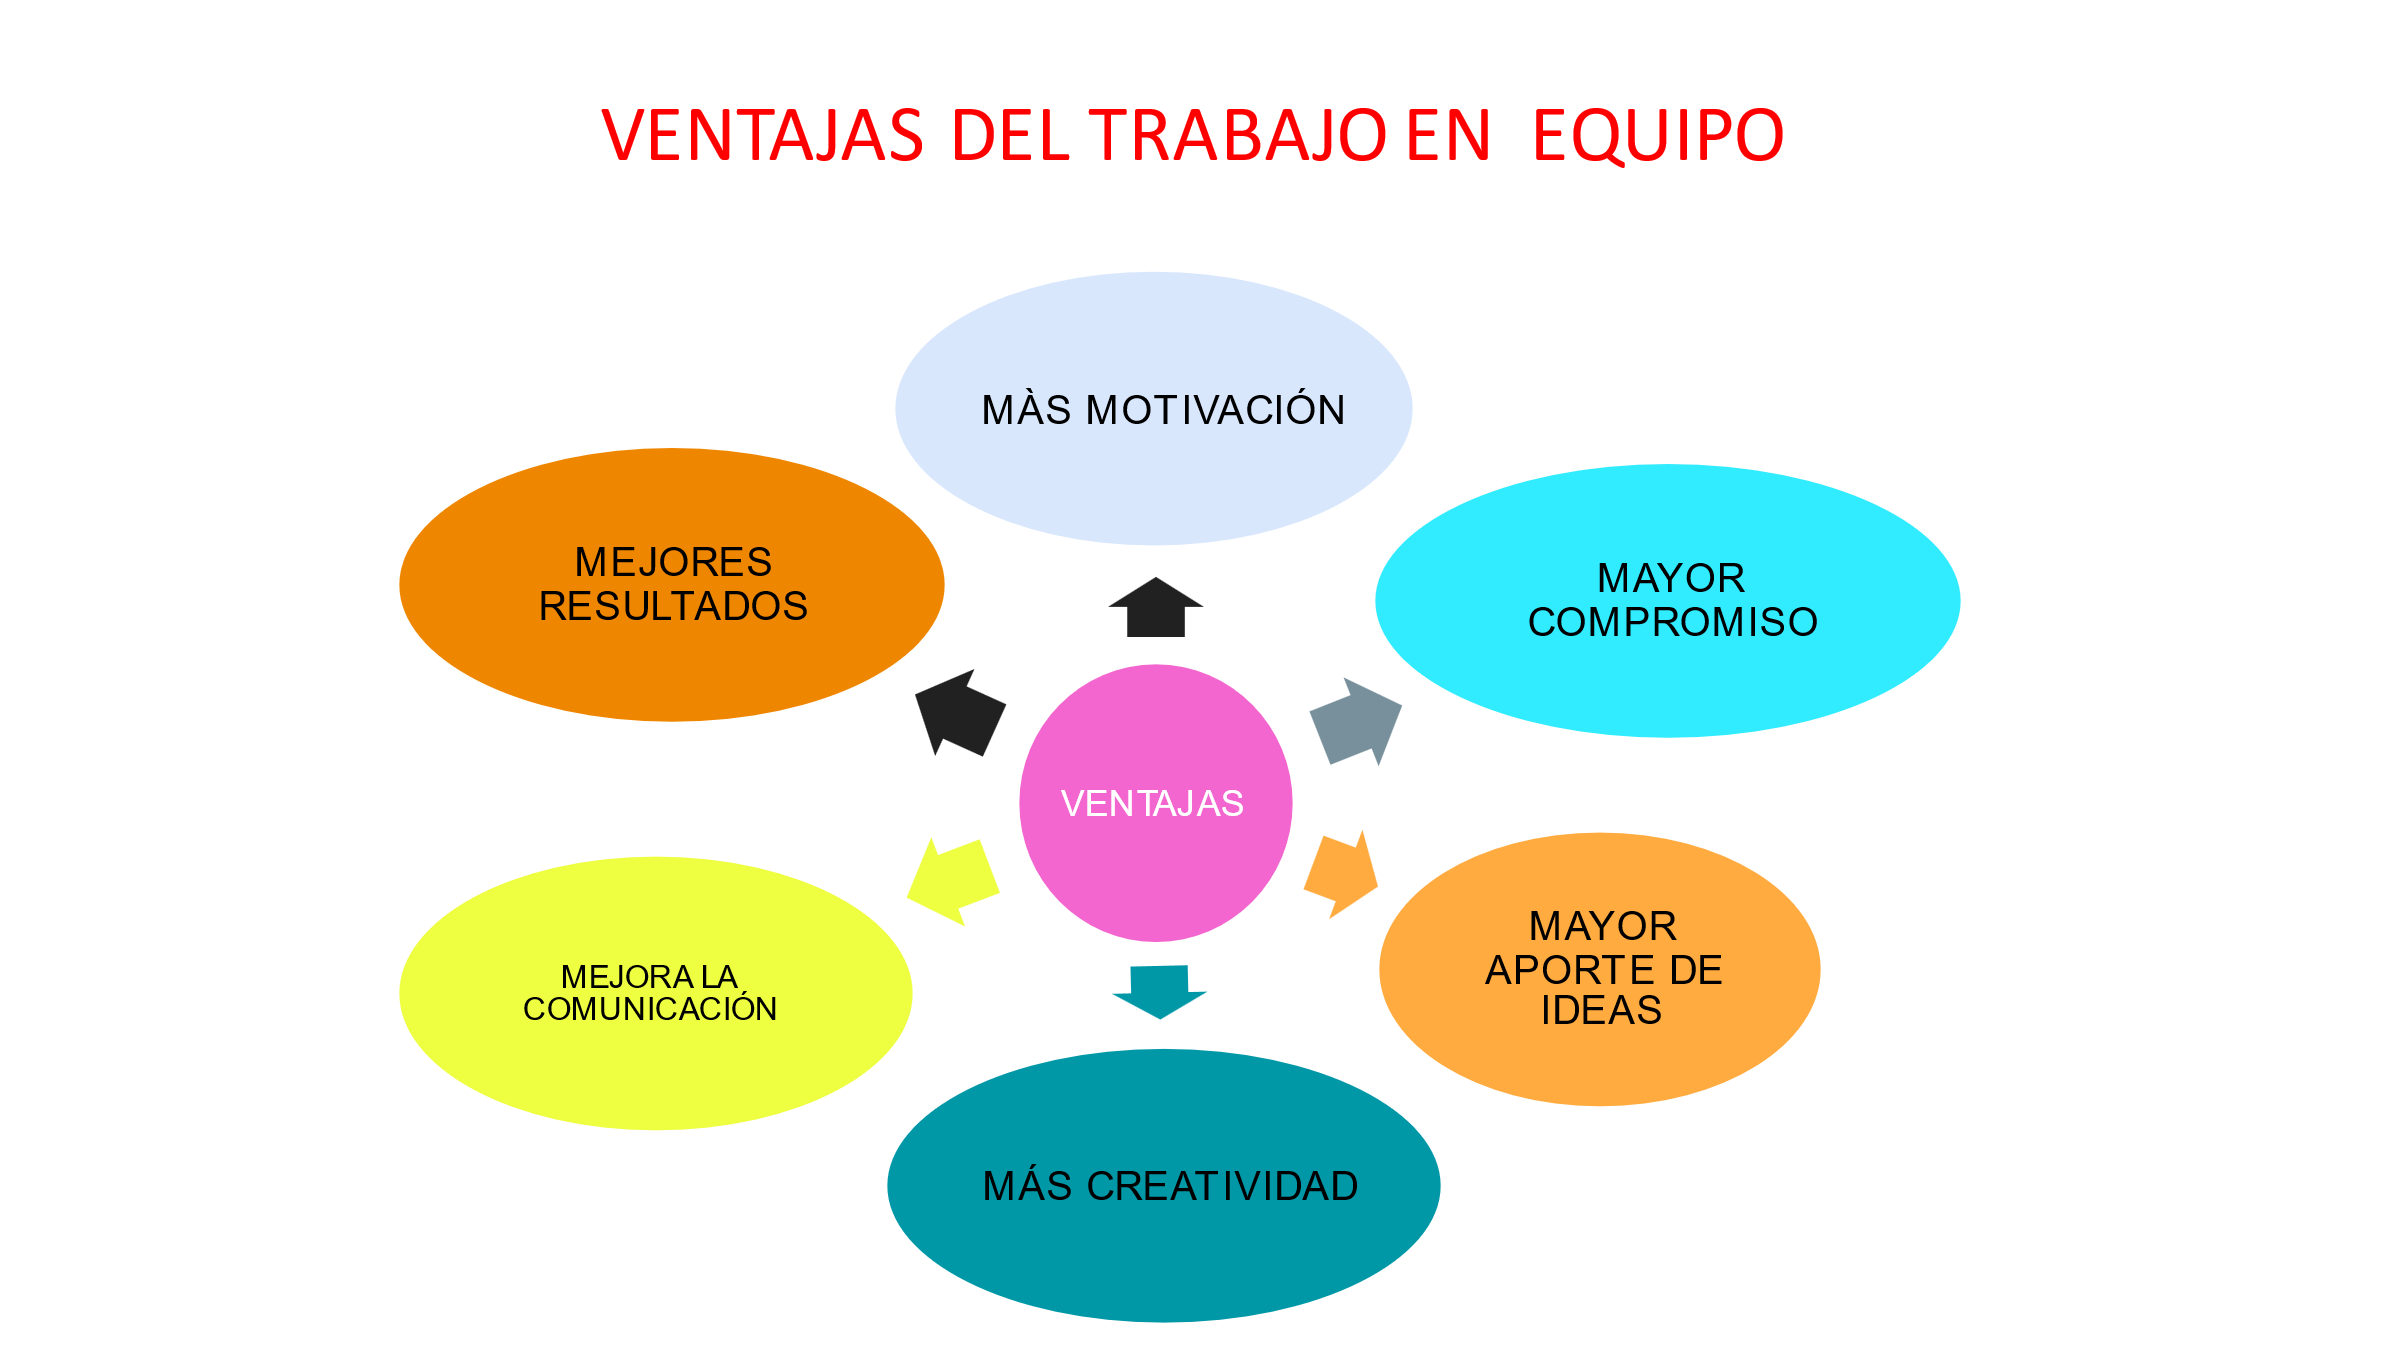 VENTAJAS DEL TRABAJO EN EQUIPO
MÀS MOTIVACIÓN
MEJORES
RESULTADOS
MAYOR
COMPROMISO
VENTAJAS
MEJORA LA
COMUNICACIÓN
MAYOR
APORTE DE
IDEAS
MÁS CREATIVIDAD